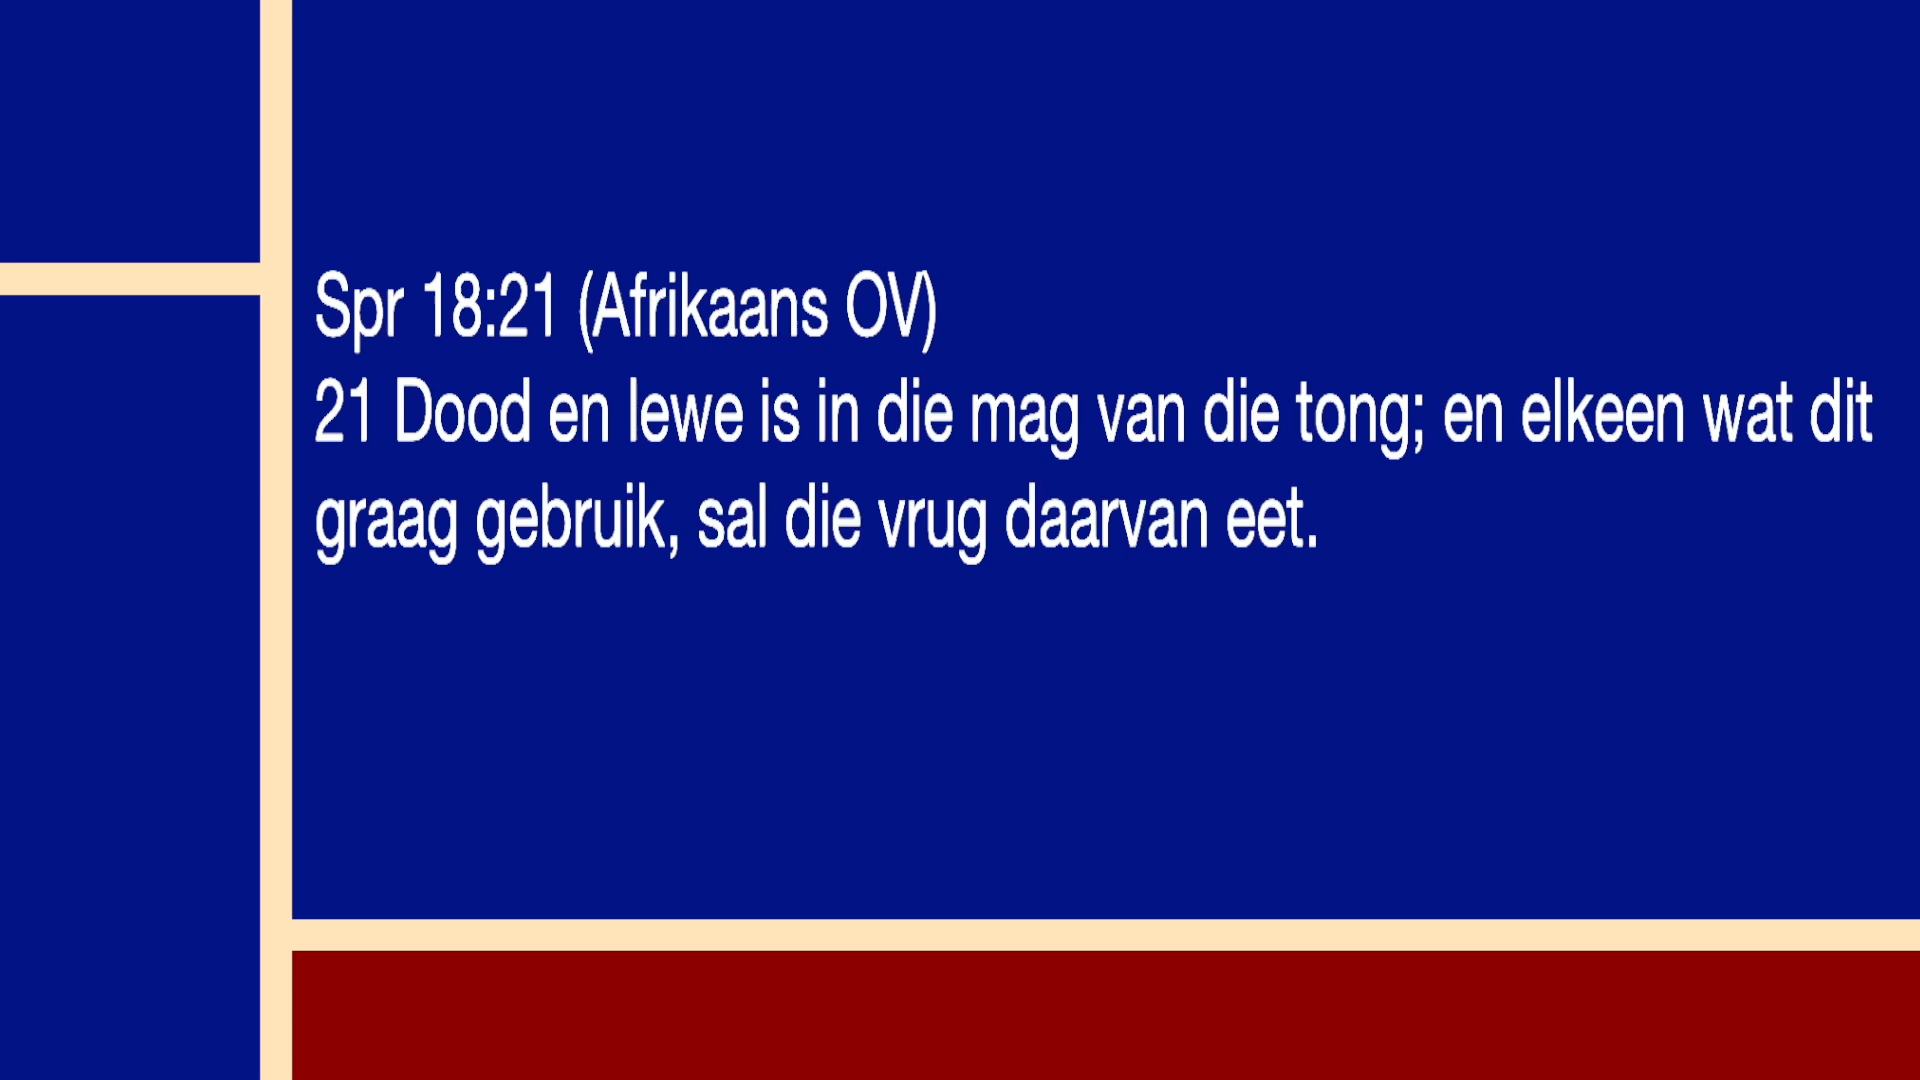 Spr 18:21 (Afrikaans OV)
21 Dood en lewe is in die mag van die tong; en elkeen wat dit
graag gebruik, sal die vrug daarvan eet.